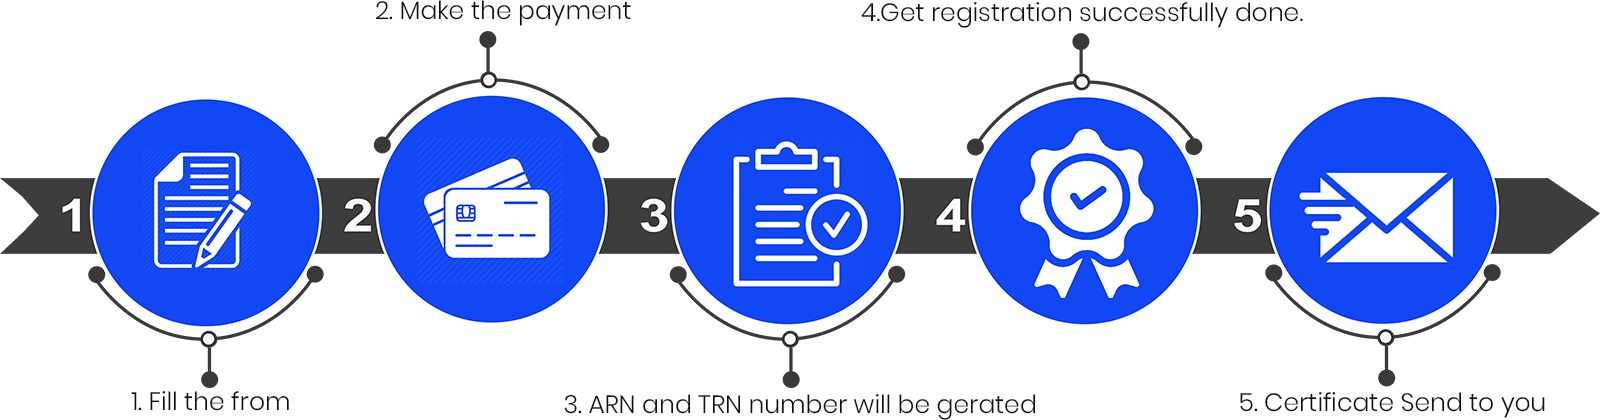 2. Make the payment
4.Get registration successfully done.
1
2
3
4
5
1. Fill the from
3. ARN and TRN number will be gerated
5. Certificate Send to you